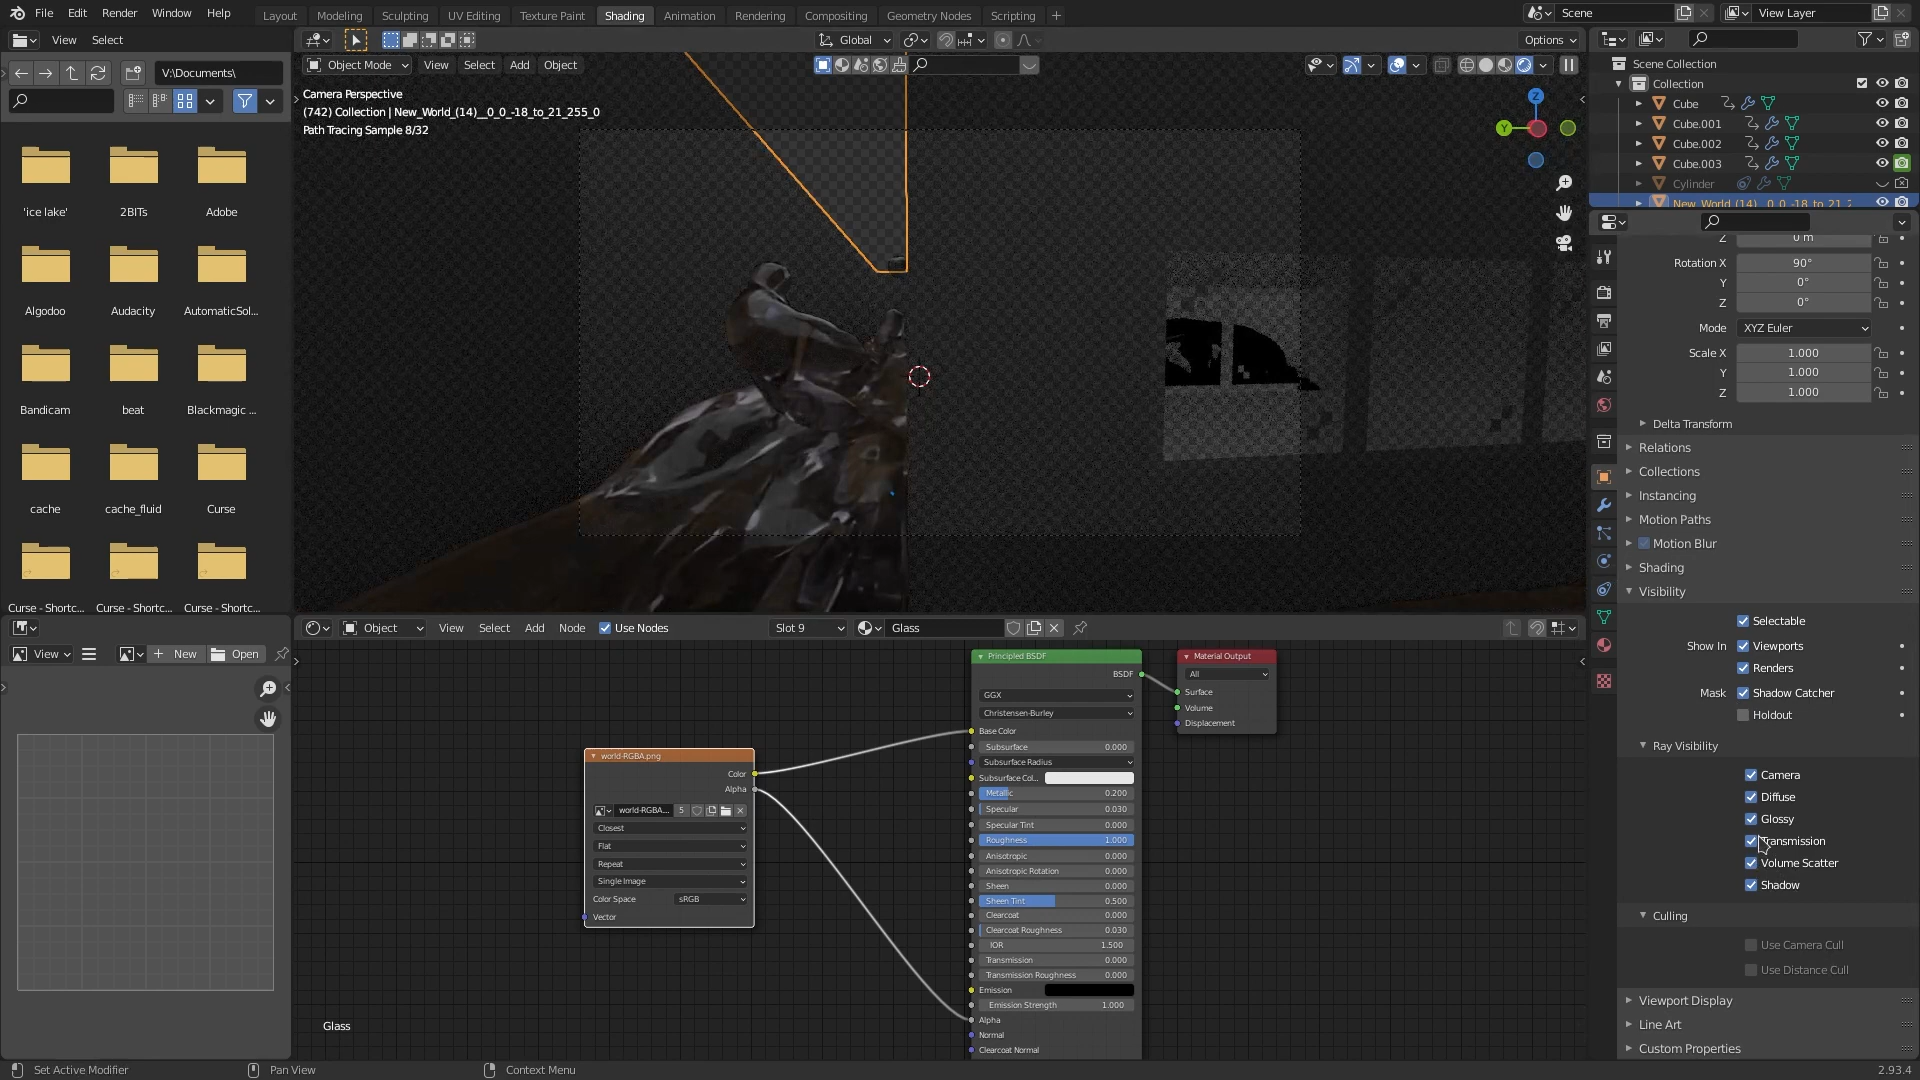 File Edit Render Window Help
Layout Modeling Sculpting UV Editing Texture Paint Shading Animation Rendering Compositing Geometry Nodes Scripting +
Scene View Layer
View Select
V:\Documents\
'ice lake' 2BITs Adobe
Algodoo Audacity AutomaticSol...
Bandicam beat Blackmagic ...
cache cache_fluid Curse
Curse - Shortc... Curse - Shortc... Curse - Shortc...
Global
Options
Object Mode View Select Add Object
Camera Perspective
(742) Collection | New_World_(14)__0_0_-18_to_21_255_0
Path Tracing Sample 8/32
Z
Y
Scene Collection
Collection
Cube
Cube.001
Cube.002
Cube.003
Cylinder
New_World_(14)__0_0_-18_to_21_2
Z 0 m
Rotation X 90°
Y 0°
Z 0°
Mode XYZ Euler
Scale X 1.000
Y 1.000
Z 1.000
Delta Transform
Relations
Collections
Instancing
Motion Paths
Motion Blur
Shading
Visibility
Selectable
Show In Viewports
Renders
Mask Shadow Catcher
Holdout
Ray Visibility
Camera
Diffuse
Glossy
Transmission
Volume Scatter
Shadow
Culling
Use Camera Cull
Use Distance Cull
Viewport Display
Line Art
Custom Properties
View + New Open
Object View Select Add Node Use Nodes Slot 9 Glass
world-RGBA.png
Color
Alpha
world-RGBA... 5
Closest
Flat
Repeat
Single Image
Color Space sRGB
Vector
Principled BSDF
BSDF
GGX
Christensen-Burley
Base Color
Subsurface 0.000
Subsurface Radius
Subsurface Col...
Metallic 0.200
Specular 0.030
Specular Tint 0.000
Roughness 1.000
Anisotropic 0.000
Anisotropic Rotation 0.000
Sheen 0.000
Sheen Tint 0.500
Clearcoat 0.000
Clearcoat Roughness 0.030
IOR 1.500
Transmission 0.000
Transmission Roughness 0.000
Emission
Emission Strength 1.000
Alpha
Normal
Clearcoat Normal
Material Output
All
Surface
Volume
Displacement
Glass
Set Active Modifier Pan View Context Menu 2.93.4